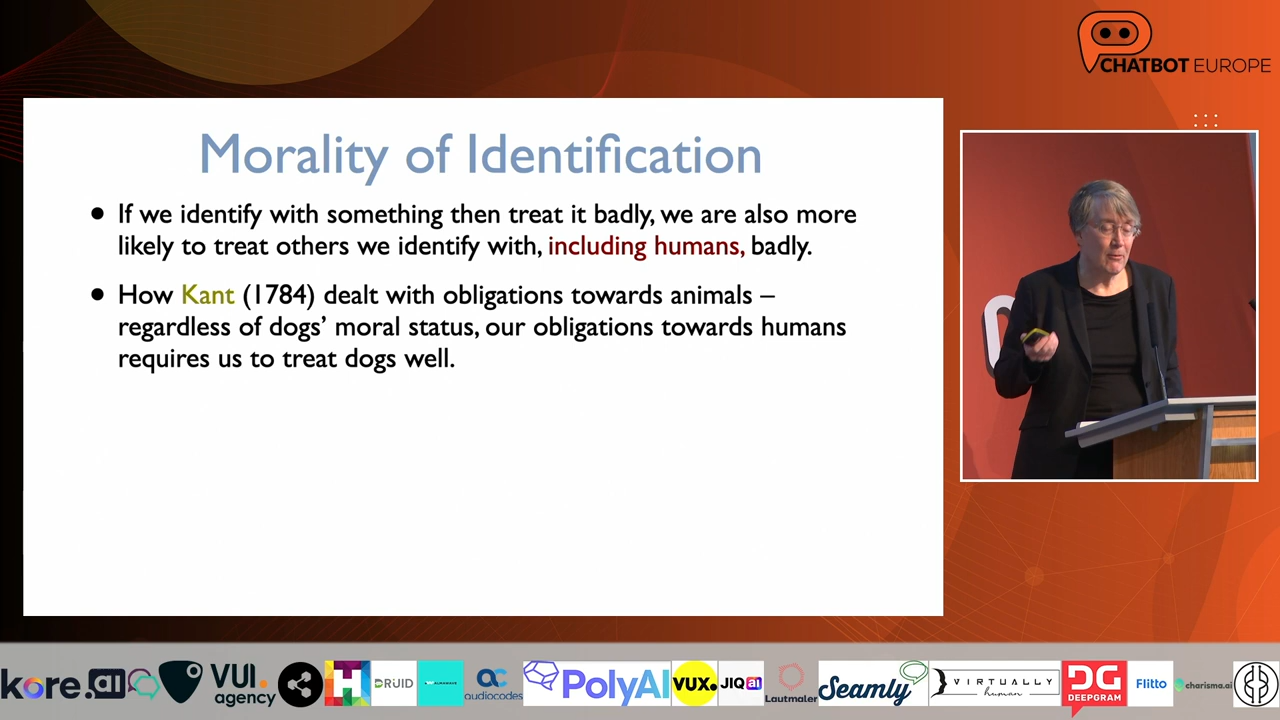 CHATBOT EUROPE
Morality of Identification
• If we identify with something then treat it badly, we are also more
likely to treat others we identify with, including humans, badly.
• How Kant (1784) dealt with obligations towards animals –
regardless of dogs’ moral status, our obligations towards humans
requires us to treat dogs well.
kore.ai
VUI.
agency
H
DRUID
ac
audiocodes
PolyAI
VUX.
JIQ ai
Lautmaler
Seamly
VIRTUALLY
human
DG
DEEPGRAM
Flitto
charisma.ai